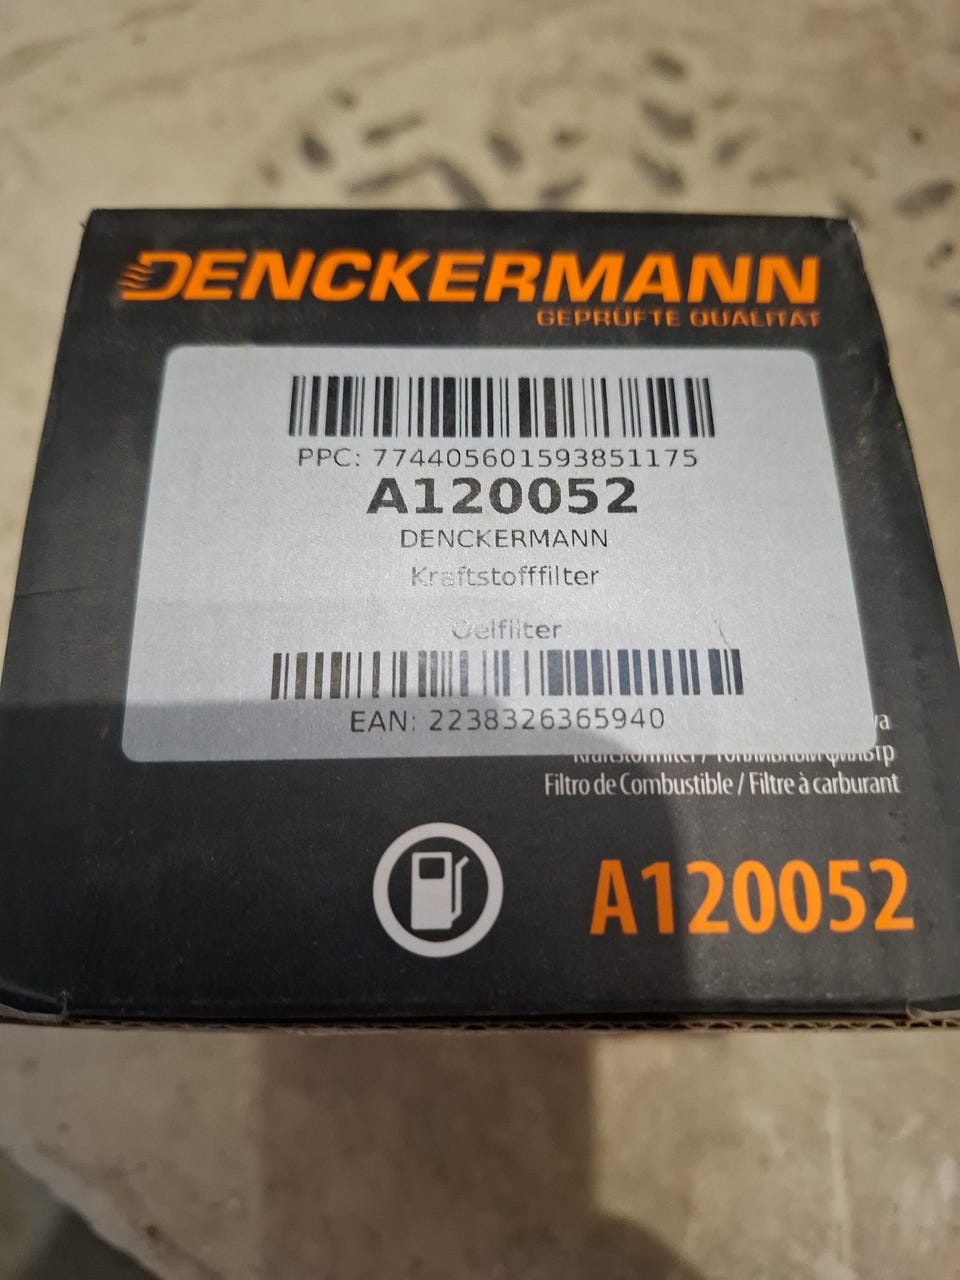 DENCKERMANN
GEPRÜFTE QUALITÄT
PPC: 774405601593851175
A120052
DENCKERMANN
Kraftstofffilter
Oelfilter
EAN: 2238326365940
Filtro de Combustible / Filtre à carburant
A120052